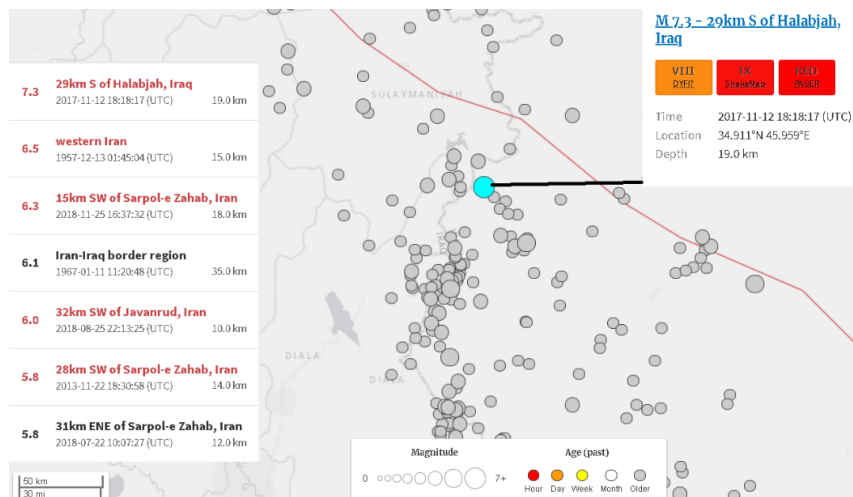 M 7.3 - 29km S of Halabjah,
Iraq
VIII
DYFI?
IX
ShakeMap
RED
PAGER
Time 2017-11-12 18:18:17 (UTC)
Location 34.911°N 45.959°E
Depth 19.0 km
7.3 29km S of Halabjah, Iraq
2017-11-12 18:18:17 (UTC) 19.0 km
6.5 western Iran
1957-12-13 01:45:04 (UTC) 15.0 km
6.3 15km SW of Sarpol-e Zahab, Iran
2018-11-25 16:37:32 (UTC) 18.0 km
6.1 Iran-Iraq border region
1967-01-11 11:20:48 (UTC) 35.0 km
6.0 32km SW of Javanrud, Iran
2018-08-25 22:13:25 (UTC) 10.0 km
5.8 28km SW of Sarpol-e Zahab, Iran
2013-11-22 18:30:58 (UTC) 14.0 km
5.8 31km ENE of Sarpol-e Zahab, Iran
2018-07-22 10:07:27 (UTC) 12.0 km
SULAYMANIYAH
IRAQ
DIALA
DIALA
50 km
30 mi
Magnitude
0 7+
Age (past)
Hour Day Week Month Older